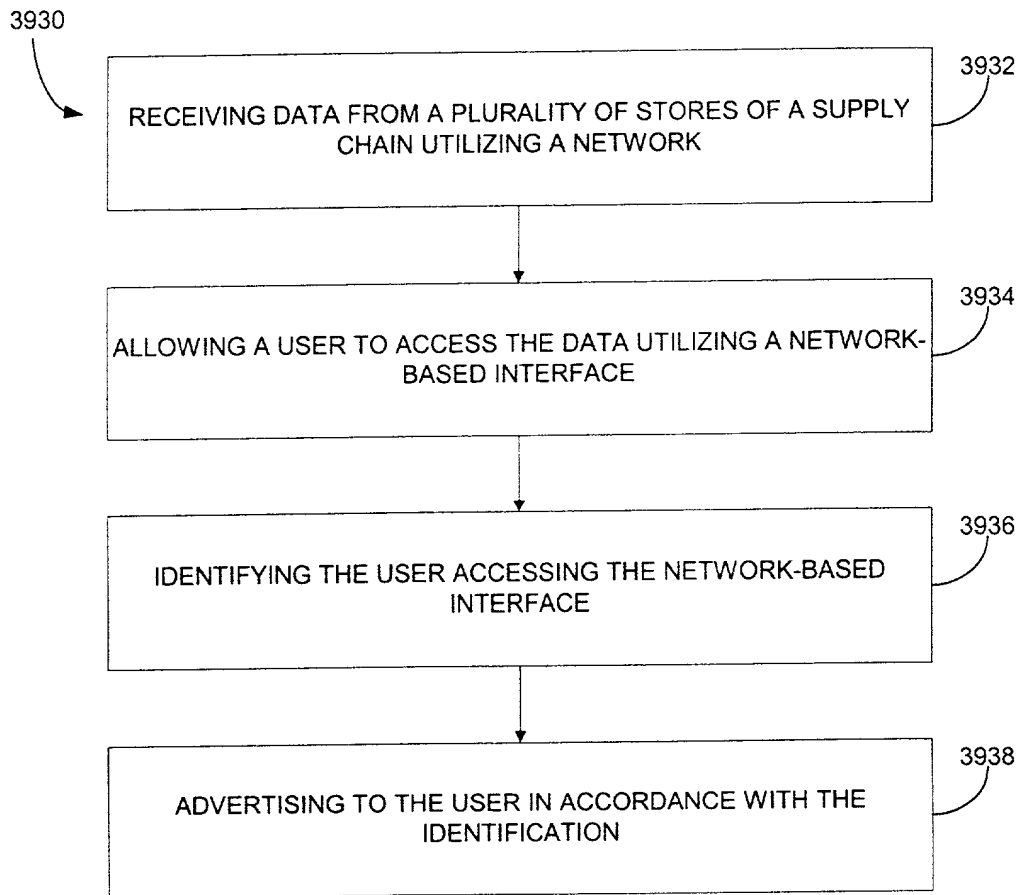 3930
3932
RECEIVING DATA FROM A PLURALITY OF STORES OF A SUPPLY
CHAIN UTILIZING A NETWORK
3934
ALLOWING A USER TO ACCESS THE DATA UTILIZING A NETWORK-
BASED INTERFACE
3936
IDENTIFYING THE USER ACCESSING THE NETWORK-BASED
INTERFACE
3938
ADVERTISING TO THE USER IN ACCORDANCE WITH THE
IDENTIFICATION